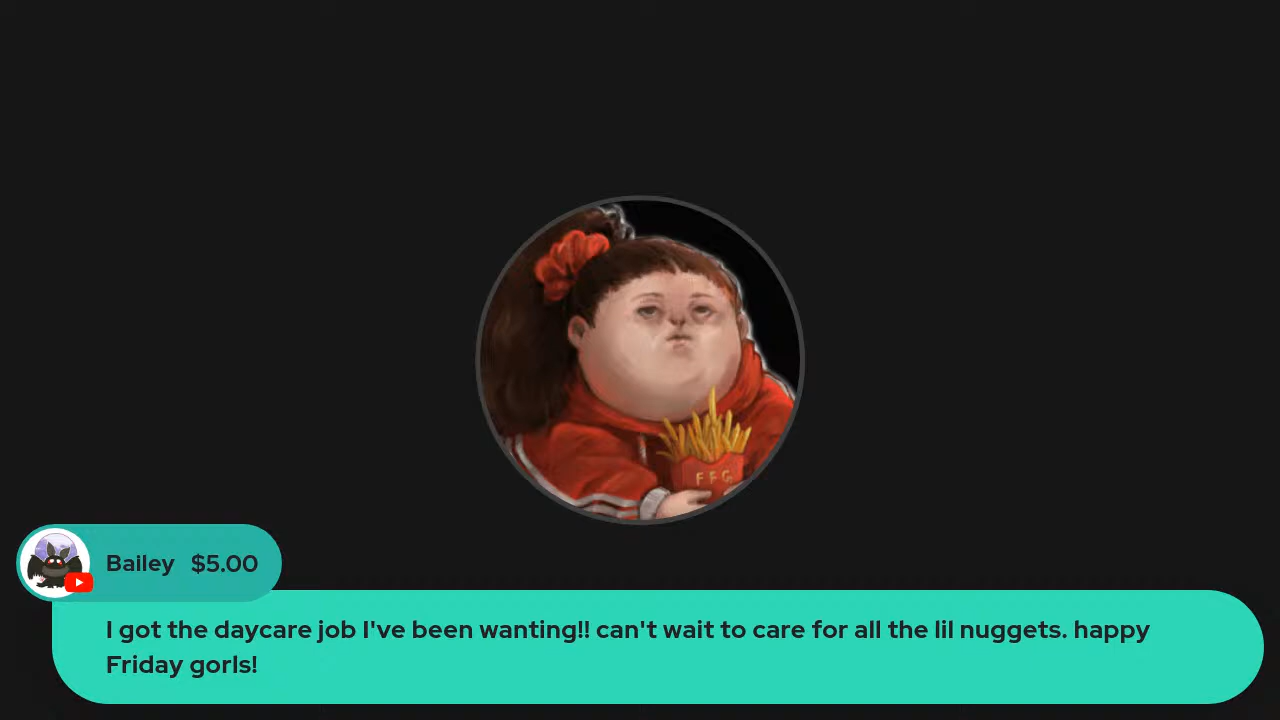 FFG
Bailey $5.00
I got the daycare job I've been wanting!! can't wait to care for all the lil nuggets. happy
Friday gorls!